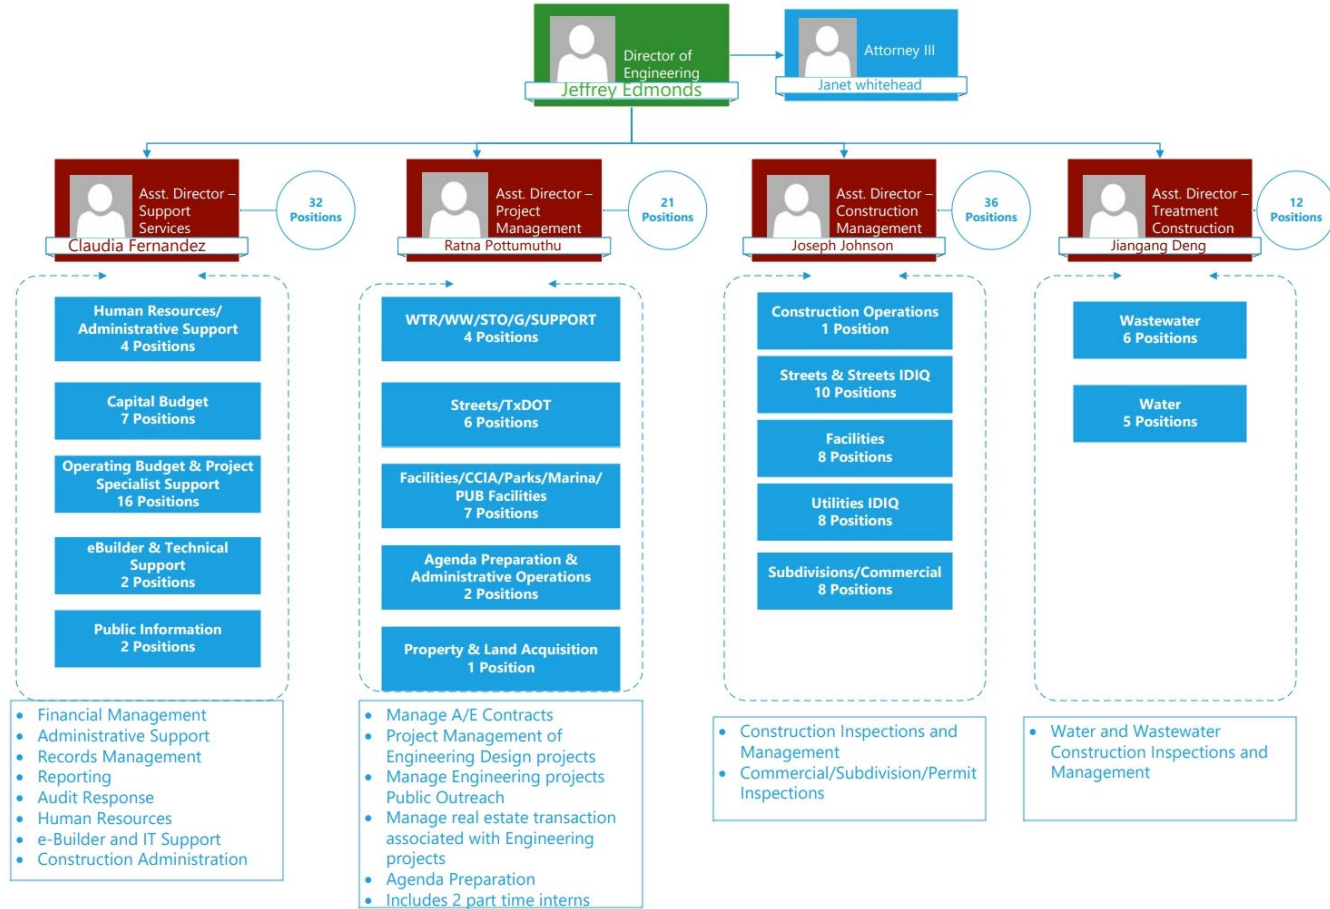 Director of
Engineering
Jeffrey Edmonds
Attorney III
Janet whitehead
Asst. Director –
Support
Services
Claudia Fernandez
32
Positions
Asst. Director –
Project
Management
Ratna Pottumuthu
21
Positions
Asst. Director –
Construction
Management
Joseph Johnson
36
Positions
Asst. Director –
Treatment
Construction
Jiangang Deng
12
Positions
Human Resources/
Administrative Support
4 Positions
Capital Budget
7 Positions
Operating Budget & Project
Specialist Support
16 Positions
eBuilder & Technical
Support
2 Positions
Public Information
2 Positions
WTR/WW/STO/G/SUPPORT
4 Positions
Streets/TxDOT
6 Positions
Facilities/CCIA/Parks/Marina/
PUB Facilities
7 Positions
Agenda Preparation &
Administrative Operations
2 Positions
Property & Land Acquisition
1 Position
Construction Operations
1 Position
Streets & Streets IDIQ
10 Positions
Facilities
8 Positions
Utilities IDIQ
8 Positions
Subdivisions/Commercial
8 Positions
Wastewater
6 Positions
Water
5 Positions
• Financial Management
• Administrative Support
• Records Management
• Reporting
• Audit Response
• Human Resources
• e-Builder and IT Support
• Construction Administration
• Manage A/E Contracts
• Project Management of
Engineering Design projects
• Manage Engineering projects
Public Outreach
• Manage real estate transaction
associated with Engineering
projects
• Agenda Preparation
• Includes 2 part time interns
• Construction Inspections and
Management
• Commercial/Subdivision/Permit
Inspections
• Water and Wastewater
Construction Inspections and
Management